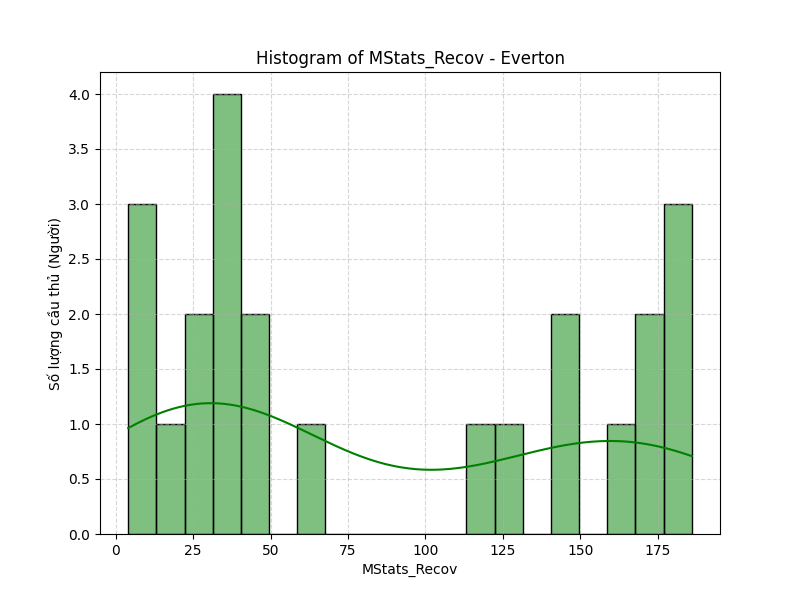 Histogram of MStats_Recov - Everton
Số lượng cầu thủ (Người)
4.0
3.5
3.0
2.5
2.0
1.5
1.0
0.5
0.0
0 25 50 75 100 125 150 175
MStats_Recov